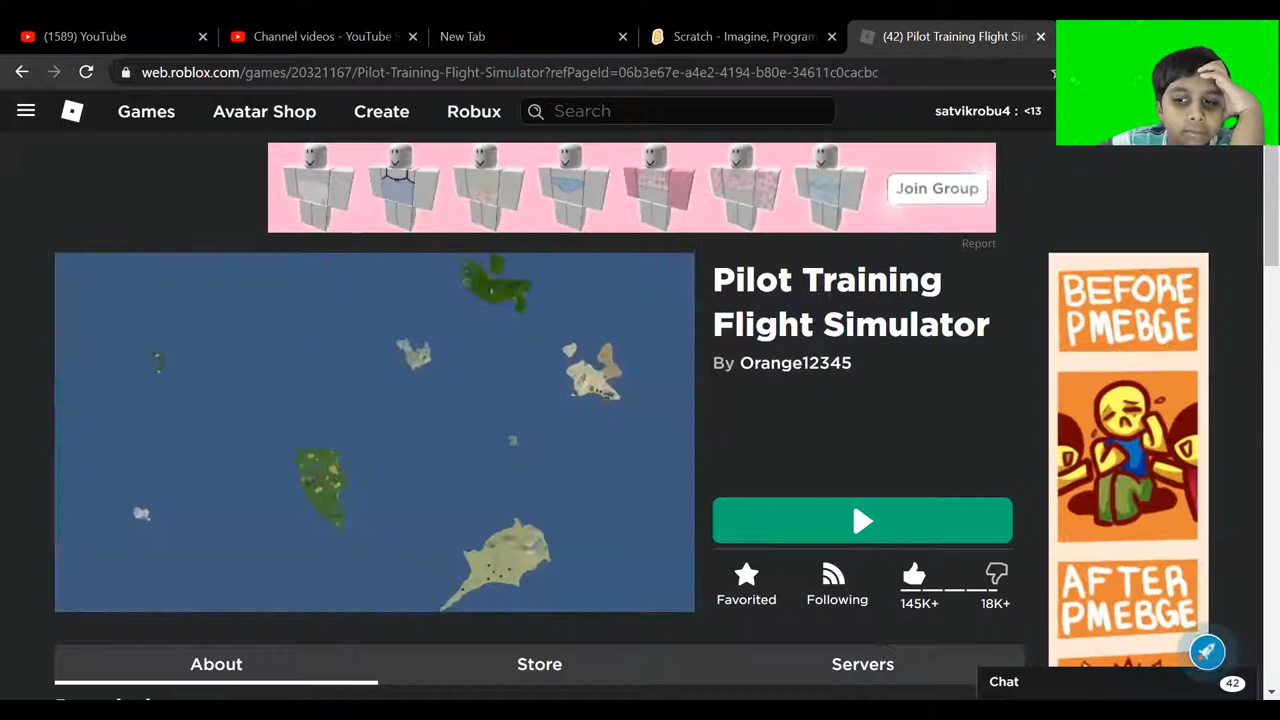 (1589) YouTube
Channel videos - YouTube S
New Tab
Scratch - Imagine, Program
(42) Pilot Training Flight Sim
web.roblox.com/games/20321167/Pilot-Training-Flight-Simulator?refPageId=06b3e67e-a4e2-4194-b80e-34611c0cacbc
Games
Avatar Shop
Create
Robux
Search
satvikrobu4 : <13
Join Group
Report
Pilot Training
Flight Simulator
By Orange12345
BEFORE
PMEBGE
Favorited
Following
145K+
18K+
AFTER
PMEBGE
About
Store
Servers
Chat
42